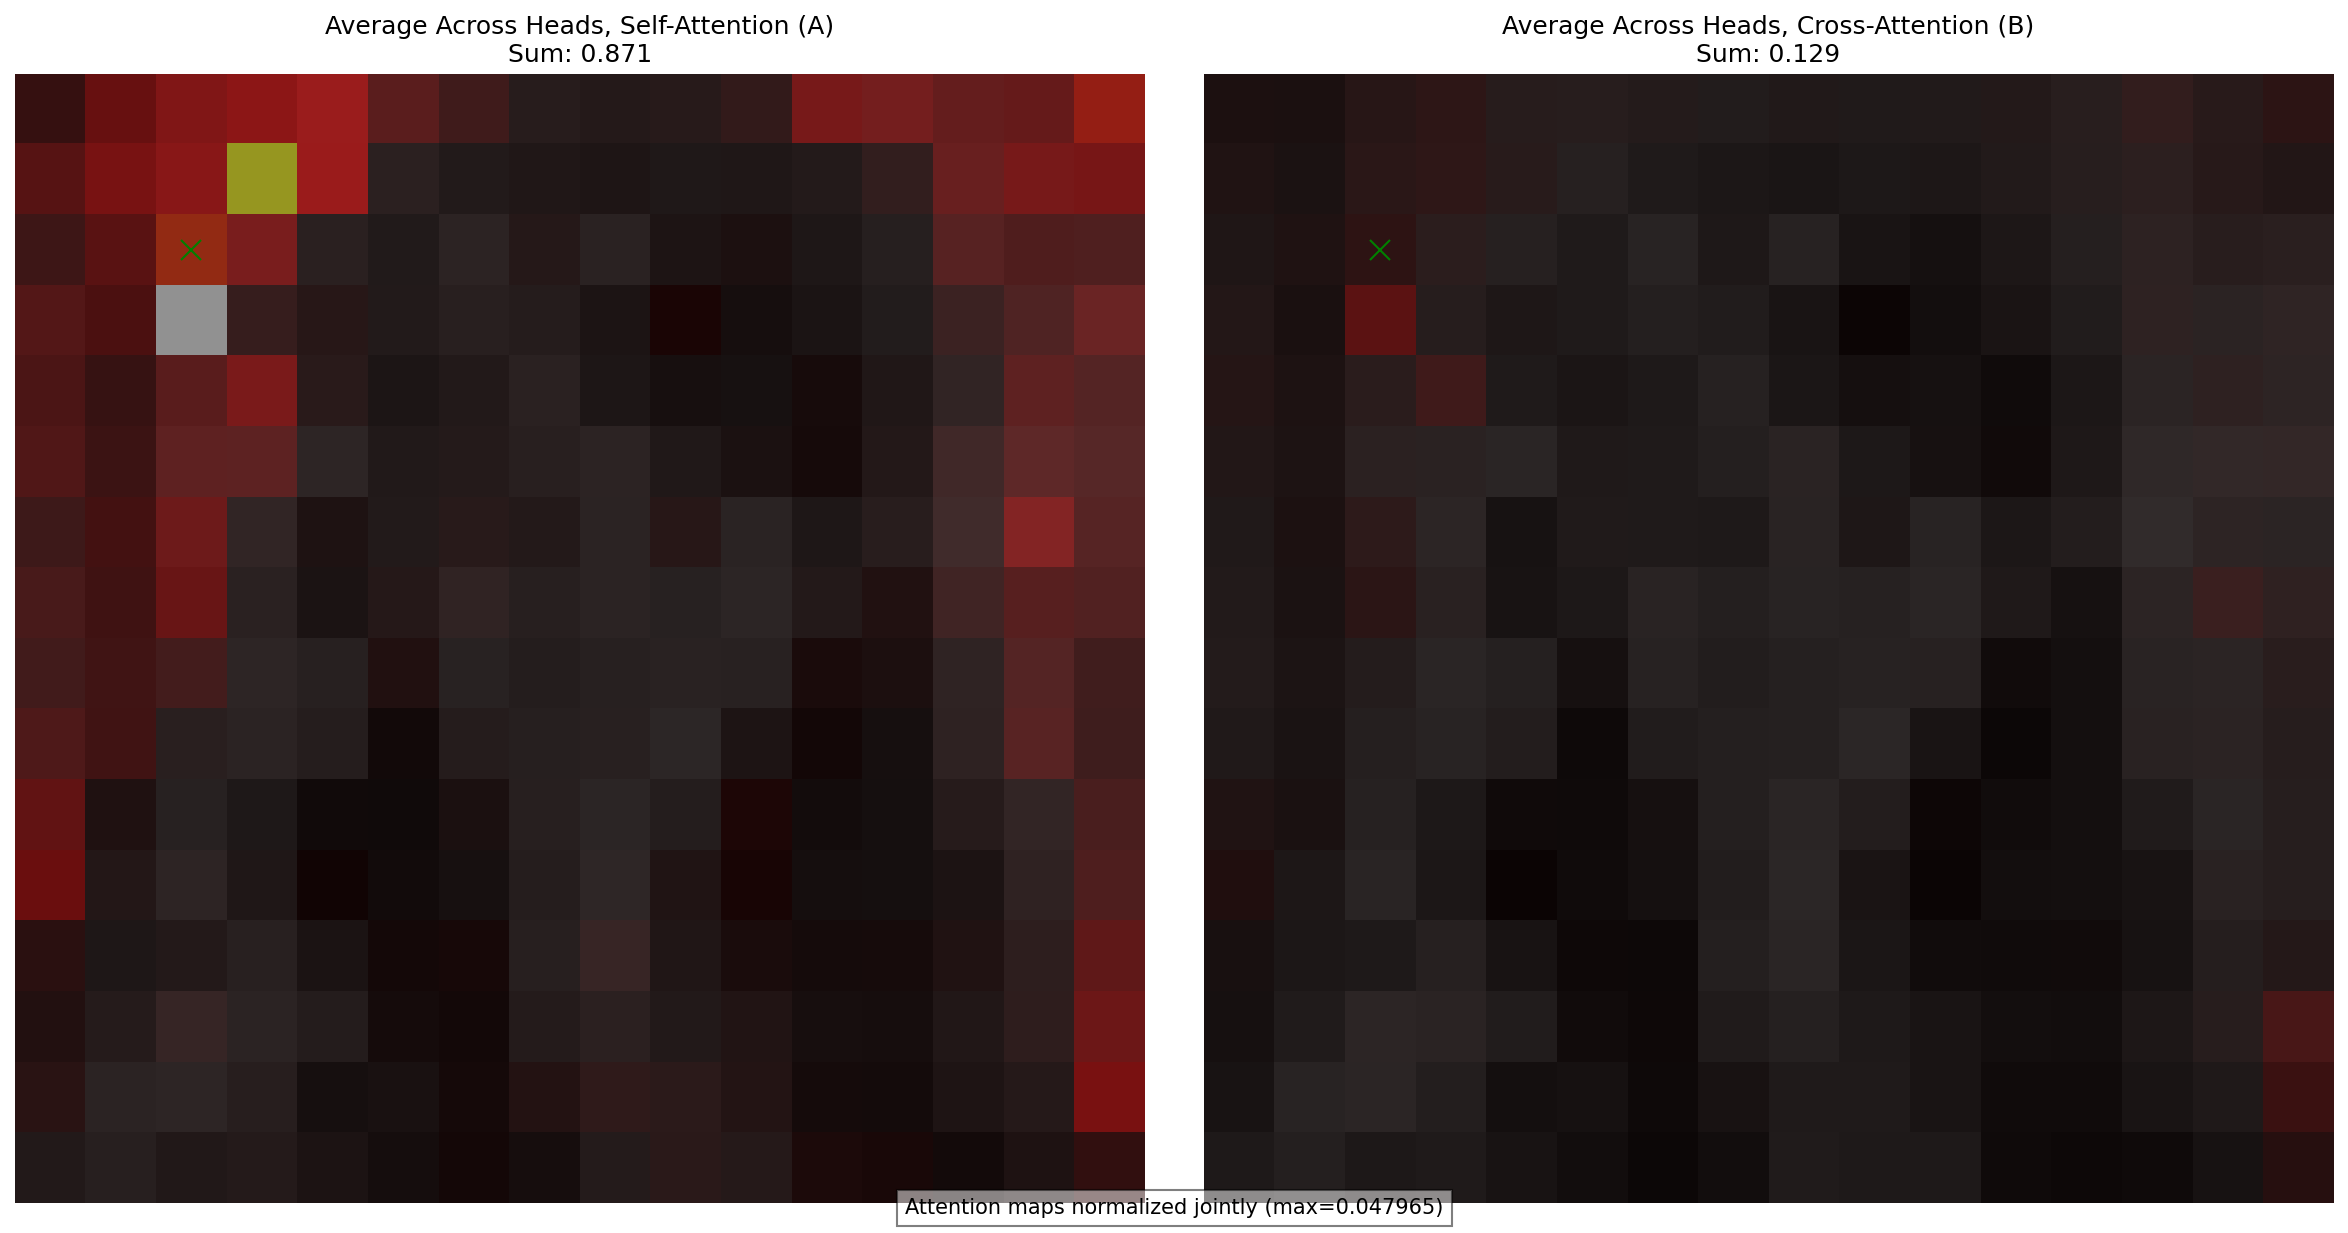 Average Across Heads, Self-Attention (A)
Sum: 0.871
Average Across Heads, Cross-Attention (B)
Sum: 0.129
Attention maps normalized jointly (max=0.047965)